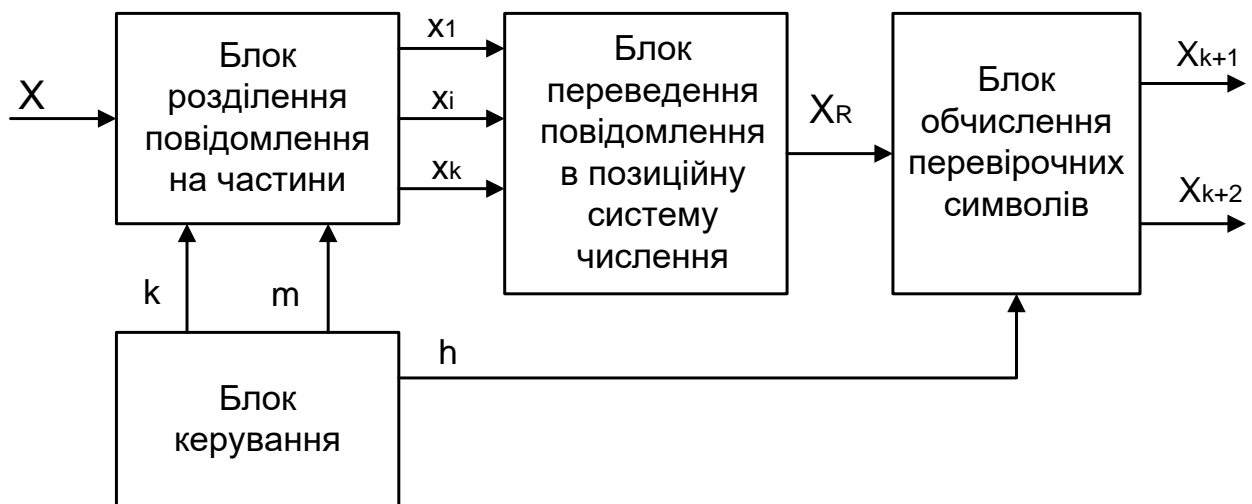 X
Блок
розділення
повідомлення
на частини
x1
xi
xk
Блок
переведення
повідомлення
в позиційну
систему
числення
XR
Блок
обчислення
перевірочних
символів
Xk+1
Xk+2
k
m
h
Блок
керування